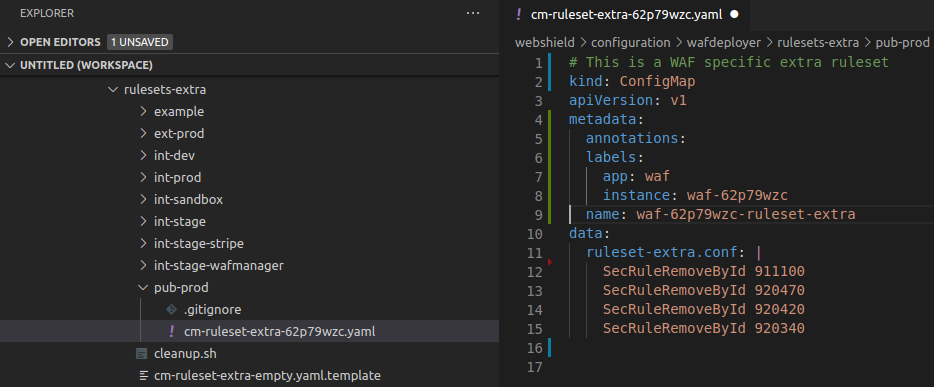 EXPLORER
OPEN EDITORS 1 UNSAVED
UNTITLED (WORKSPACE)
rulesets-extra
example
ext-prod
int-dev
int-prod
int-sandbox
int-stage
int-stage-stripe
int-stage-wafmanager
pub-prod
.gitignore
! cm-ruleset-extra-62p79wzc.yaml
cleanup.sh
cm-ruleset-extra-empty.yaml.template
! cm-ruleset-extra-62p79wzc.yaml
webshield > configuration > wafdeployer > rulesets-extra > pub-prod
1 # This is a WAF specific extra ruleset
2 kind: ConfigMap
3 apiVersion: v1
4 metadata:
5 annotations:
6 labels:
7 app: waf
8 instance: waf-62p79wzc
9 name: waf-62p79wzc-ruleset-extra
10 data:
11 ruleset-extra.conf: |
12 SecRuleRemoveById 911100
13 SecRuleRemoveById 920470
14 SecRuleRemoveById 920420
15 SecRuleRemoveById 920340
16
17